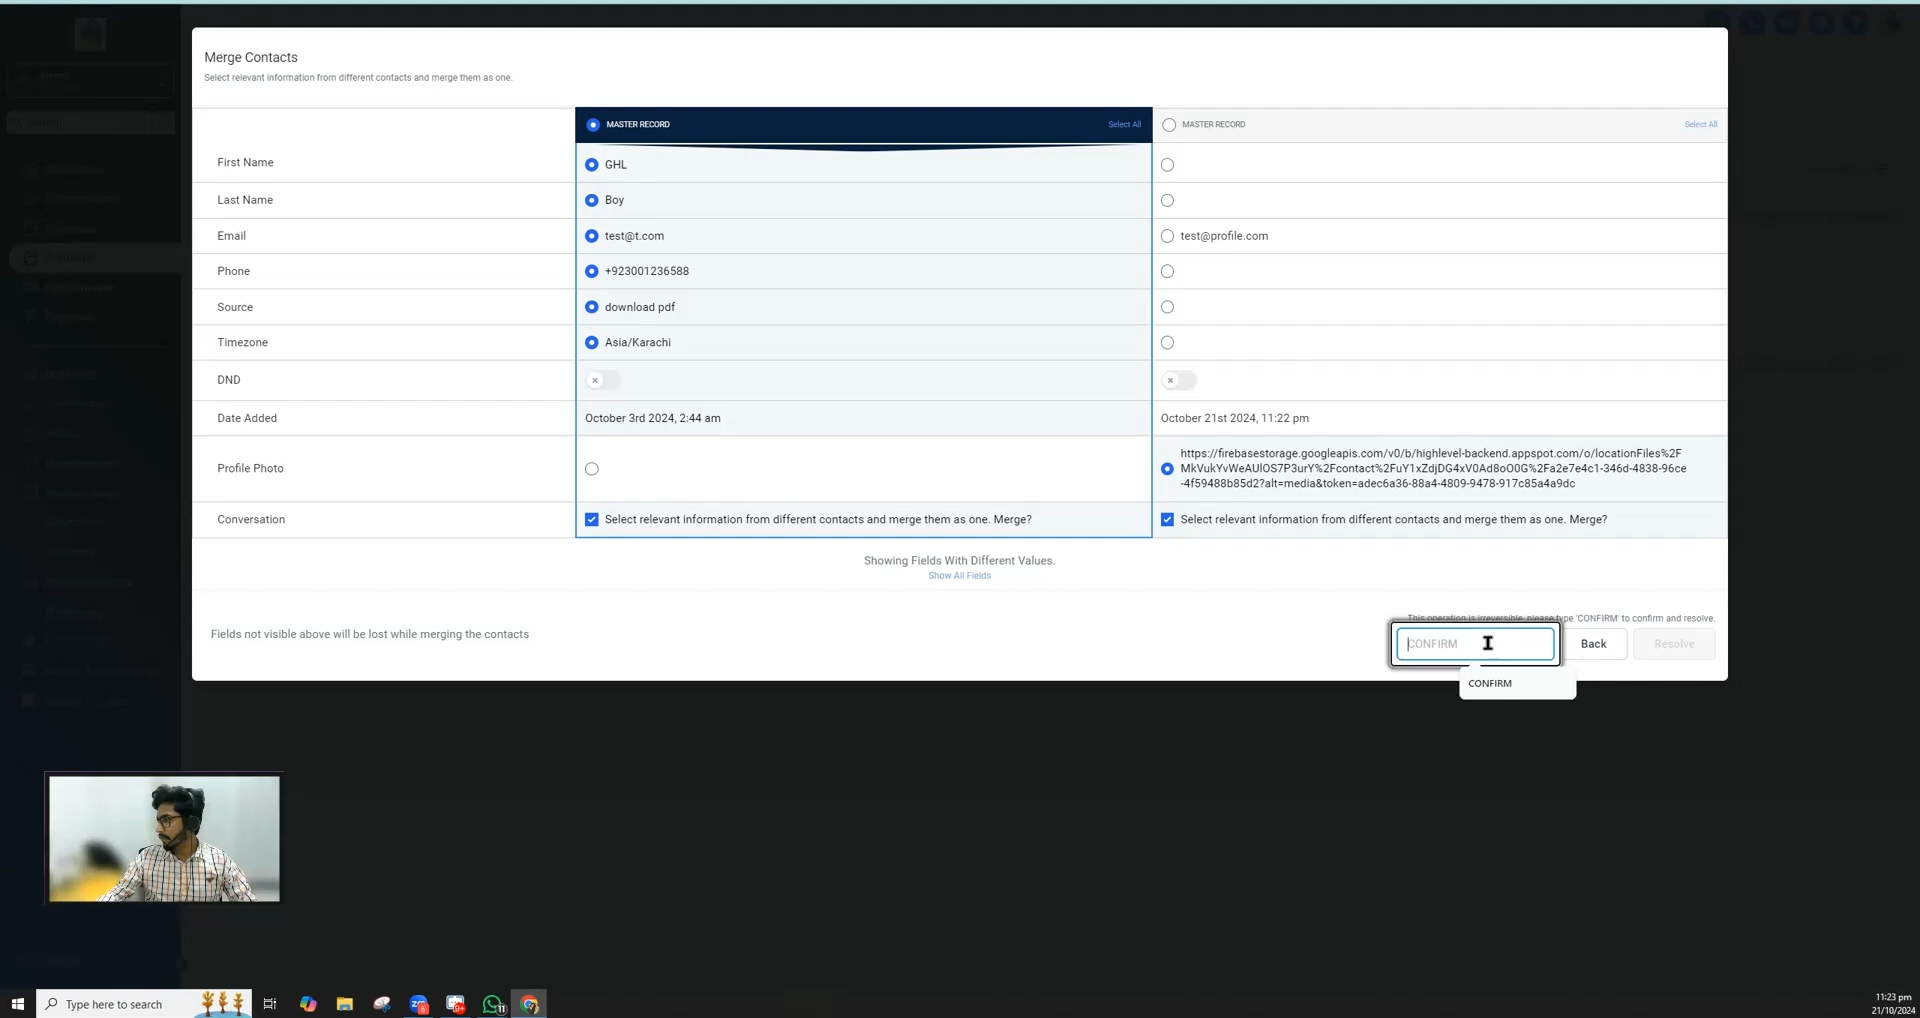 Merge Contacts
Select relevant information from different contacts and merge them as one.
MASTER RECORD Select All MASTER RECORD Select All
First Name GHL
Last Name Boy
Email test@t.com test@profile.com
Phone +923001236588
Source download pdf
Timezone Asia/Karachi
DND
Date Added October 3rd 2024, 2:44 am October 21st 2024, 11:22 pm
Profile Photo
https://firebasestorage.googleapis.com/v0/b/highlevel-backend.appspot.com/o/locationFiles%2F
MkVukYvWeAUlOS7P3urY%2Fcontact%2FuY1xZdjDG4xV0Ad8oO0G%2Fa2e7e4c1-346d-4838-96ce
-4f59488b85d2?alt=media&token=adec6a36-88a4-4809-9478-917c85a4a9dc
Conversation Select relevant information from different contacts and merge them as one. Merge? Select relevant information from different contacts and merge them as one. Merge?
Showing Fields With Different Values.
Show All Fields
This operation is irreversible, please type 'CONFIRM' to confirm and resolve.
Fields not visible above will be lost while merging the contacts
CONFIRM Back Resolve
CONFIRM
Type here to search
11:23 pm
21/10/2024